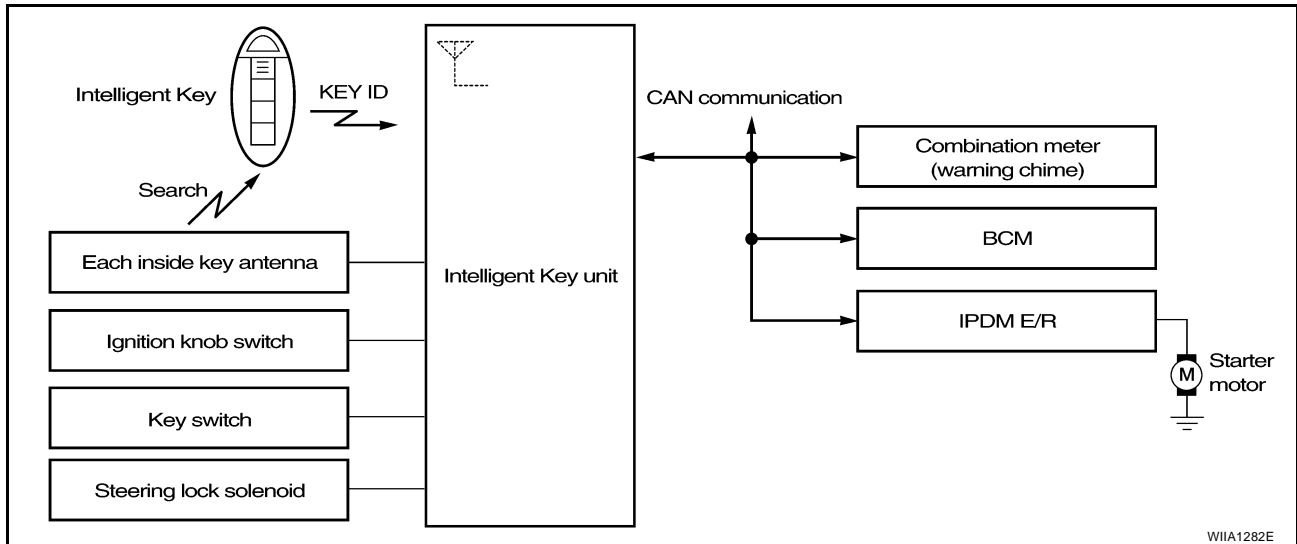 Intelligent Key
KEY ID
Search
Each inside key antenna
Ignition knob switch
Key switch
Steering lock solenoid
Intelligent Key unit
CAN communication
Combination meter
(warning chime)
BCM
IPDM E/R
M
Starter
motor
WIIA1282E